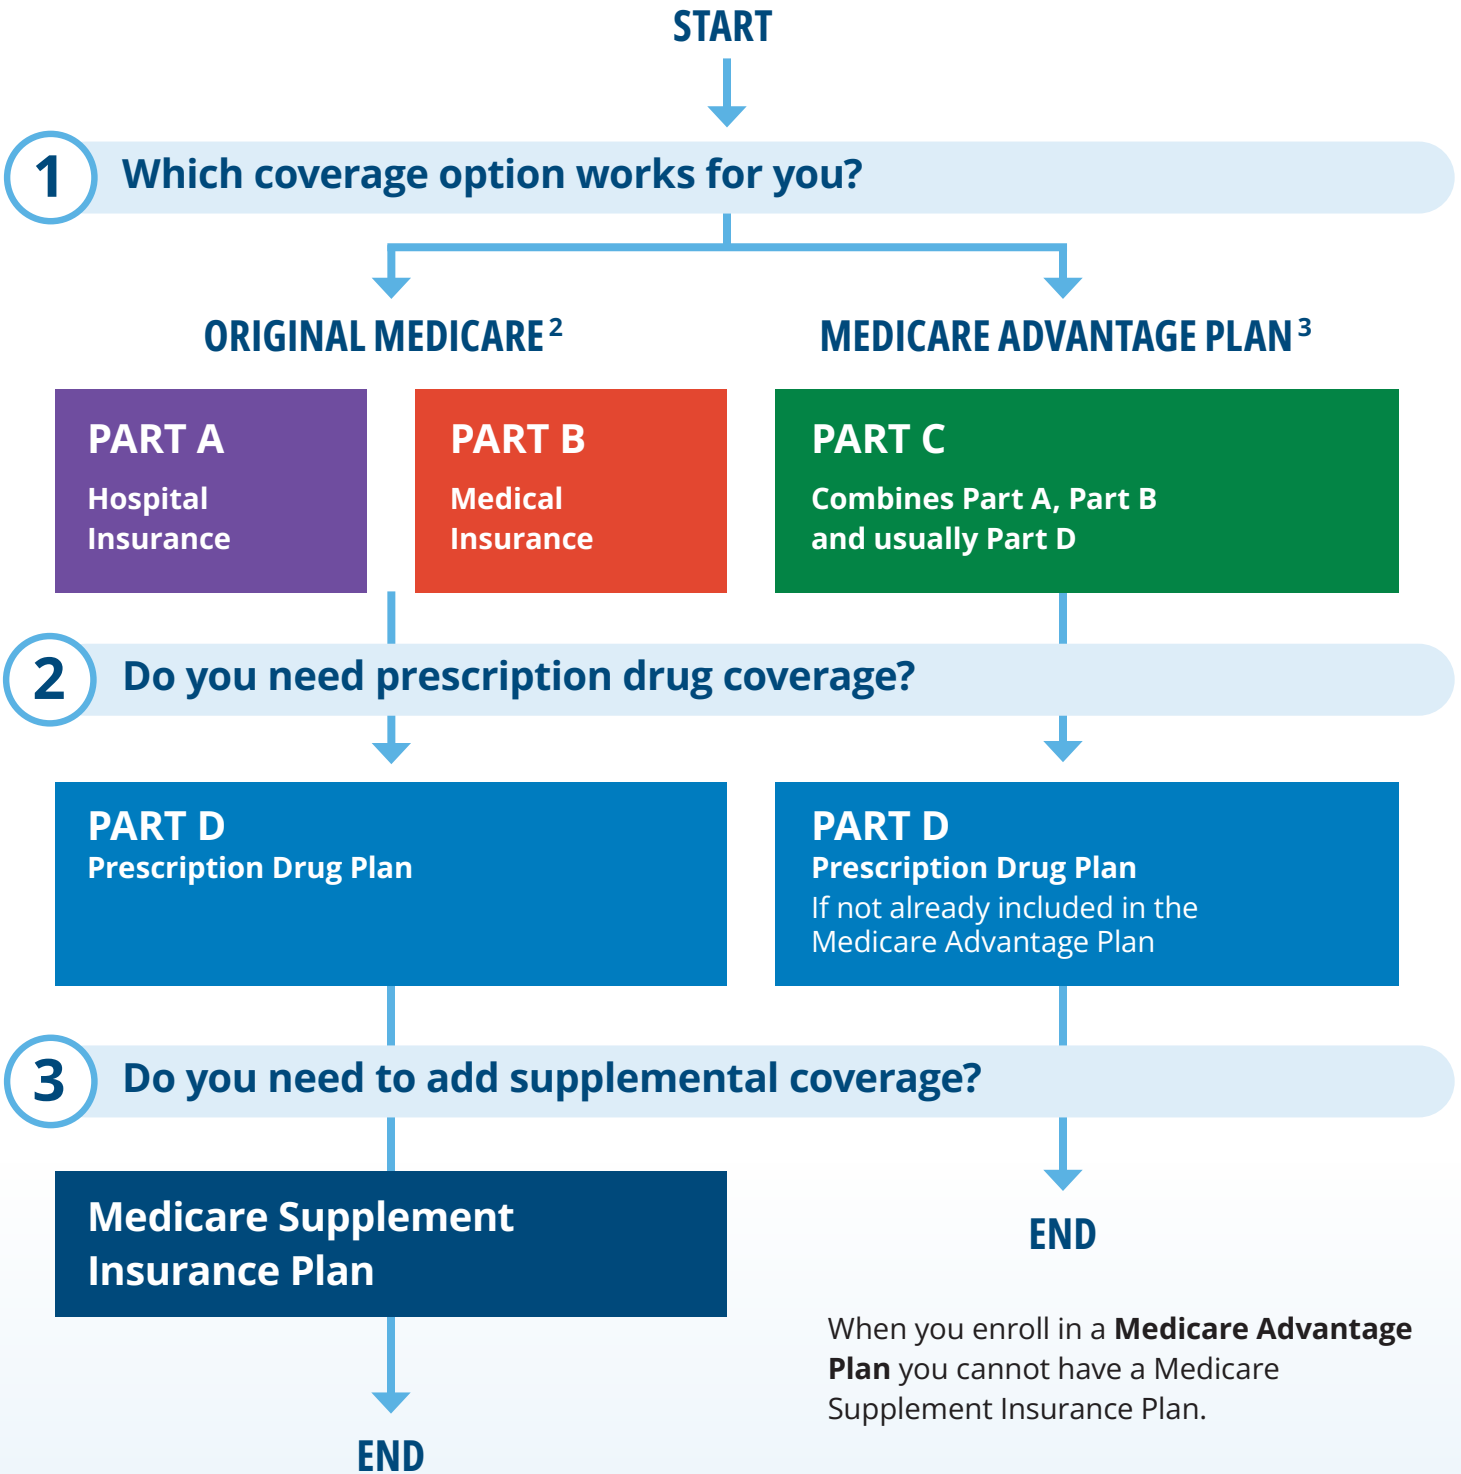 START
1
Which coverage option works for you?
ORIGINAL MEDICARE 2
MEDICARE ADVANTAGE PLAN 3
PART A
Hospital
Insurance
PART B
Medical
Insurance
PART C
Combines Part A, Part B
and usually Part D
2
Do you need prescription drug coverage?
PART D
Prescription Drug Plan
PART D
Prescription Drug Plan
If not already included in the
Medicare Advantage Plan
3
Do you need to add supplemental coverage?
Medicare Supplement
Insurance Plan
END
END
When you enroll in a Medicare Advantage
Plan you cannot have a Medicare
Supplement Insurance Plan.